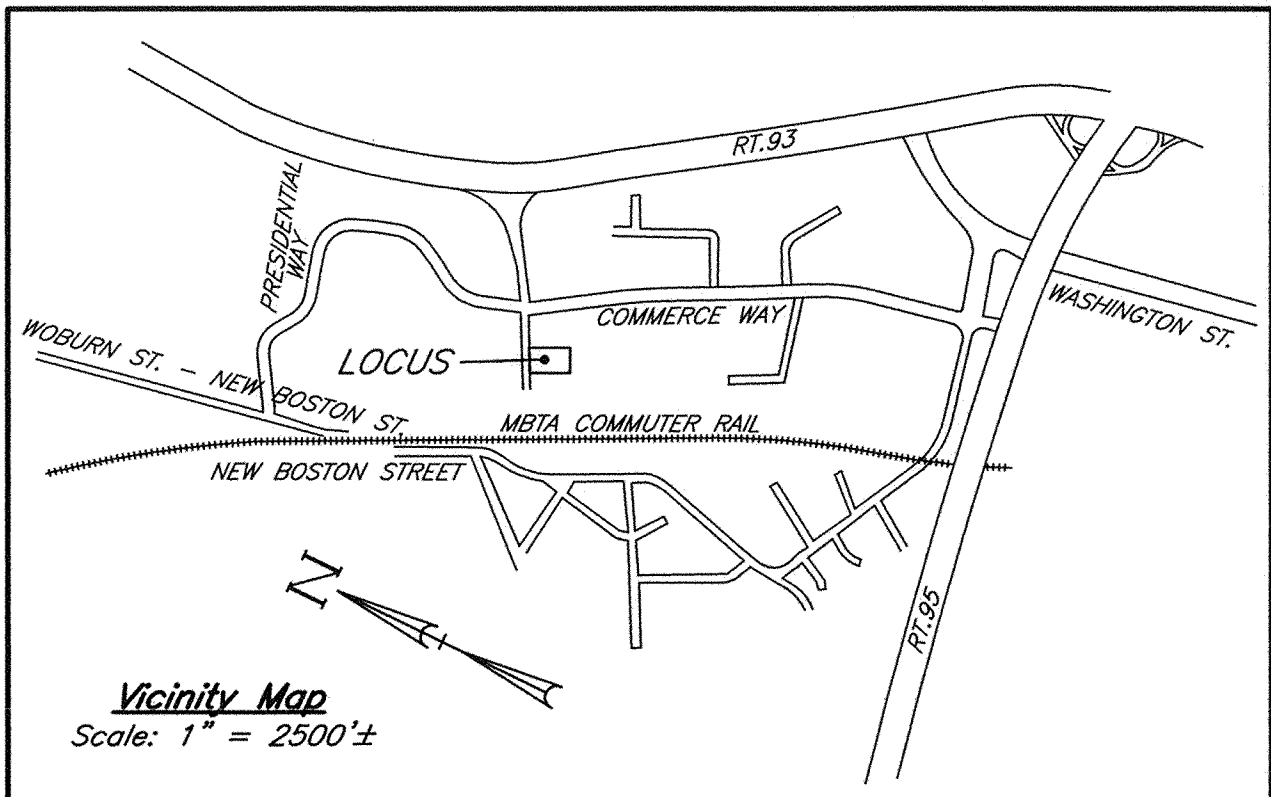 RT.93
PRESIDENTIAL
WAY
COMMERCE WAY
WASHINGTON ST.
LOCUS
WOBURN ST. - NEW BOSTON ST.
MBTA COMMUTER RAIL
NEW BOSTON STREET
N
RT.95
Vicinity Map
Scale: 1" = 2500'±